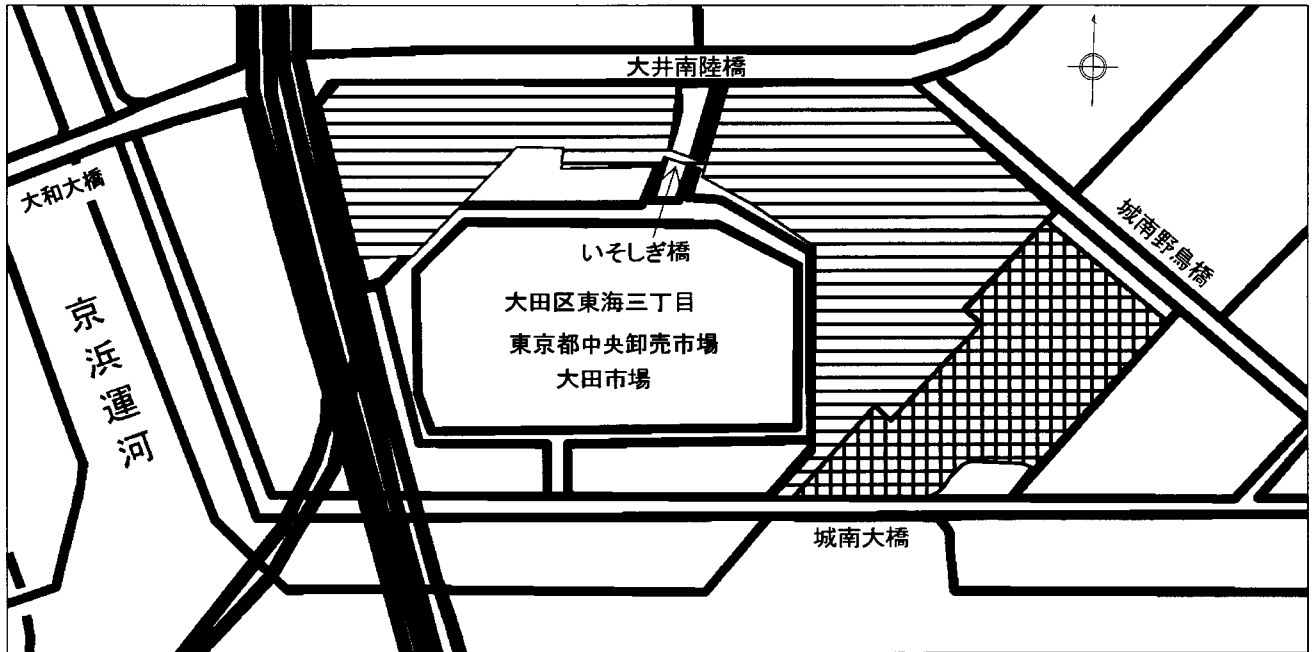 大井南陸橋
大和大橋
城南野鳥橋
いそしぎ橋
大田区東海三丁目
東京都中央卸売市場
大田市場
京浜運河
城南大橋